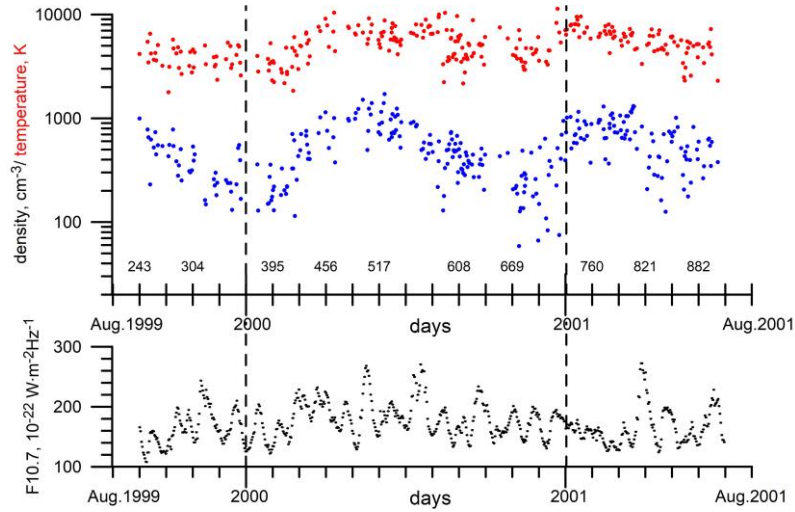 density, cm-3/ temperature, K
10000
1000
100
243 304 395 456 517 608 669 760 821 882
Aug.1999 2000 days 2001 Aug.2001
F10.7, 10-22 W·m-2Hz-1
300
200
100
Aug.1999 2000 days 2001 Aug.2001